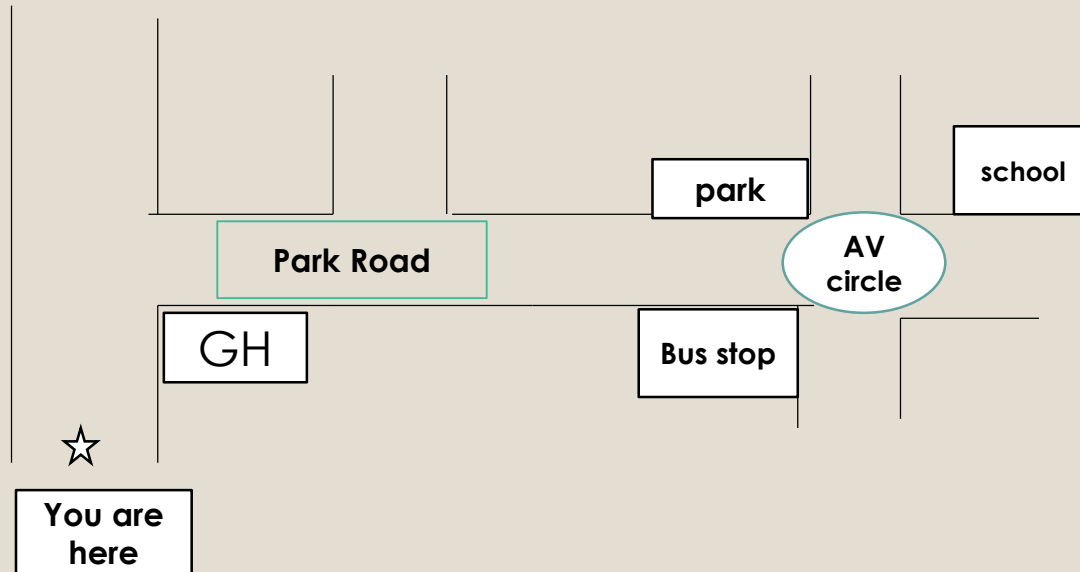 school
park
AV
circle
Park Road
GH
Bus stop
You are
here